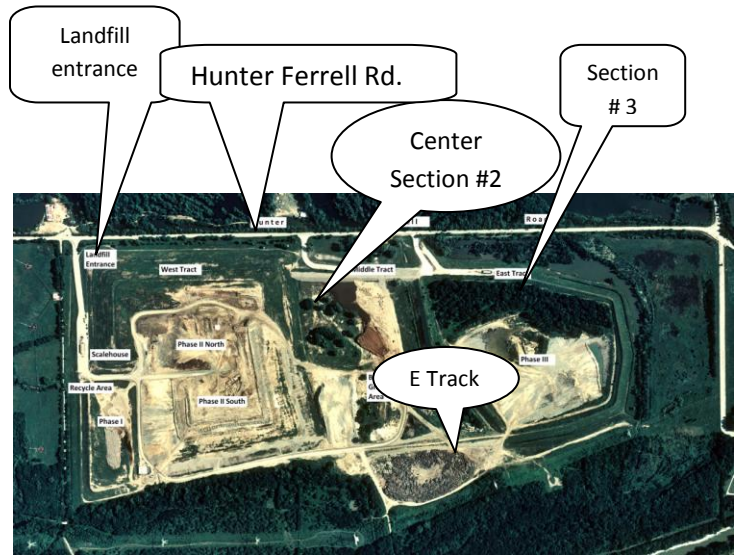 Landfill
entrance
Hunter Ferrell Rd.
Section
# 3
Center
Section #2
Hunter
Road
Landfill
Entrance
West Tract
Middle Tract
East Tract
Phase II North
Scalehouse
Phase III
E Track
Recycle Area
Phase II South
Area
Phase I